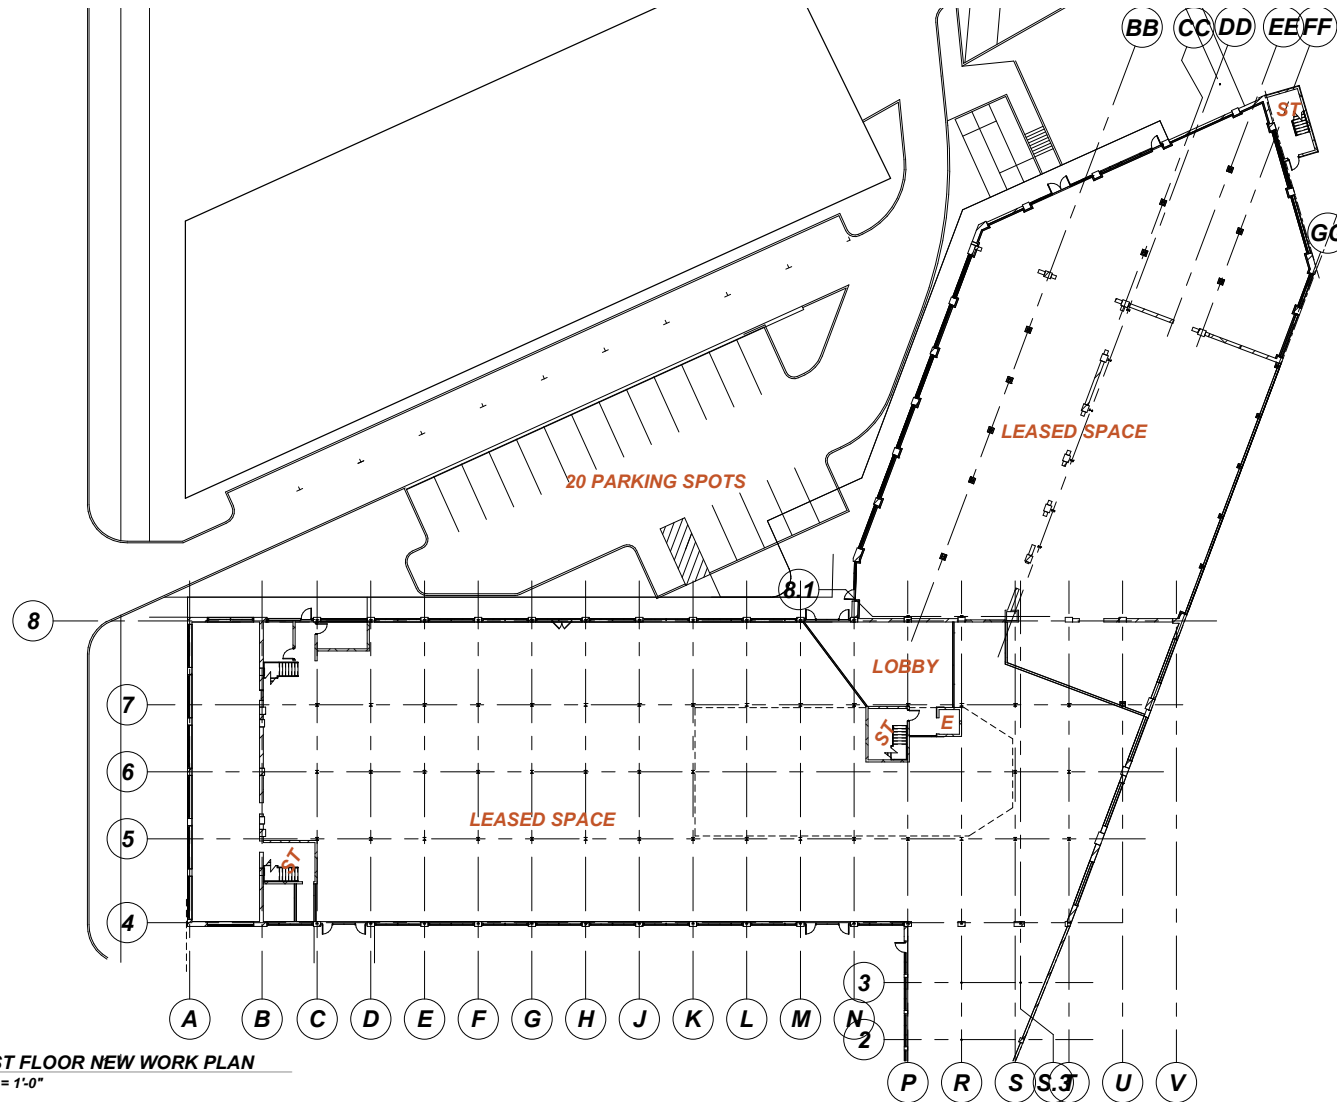 BB CC DD EE FF
ST
LEASED SPACE
20 PARKING SPOTS
8.1
8
LOBBY
7
ST E
6
LEASED SPACE
5
ST
4
3
A B C D E F G H J K L M N
2
ST FLOOR NEW WORK PLAN
= 1'-0"
P R S S.3 T U V